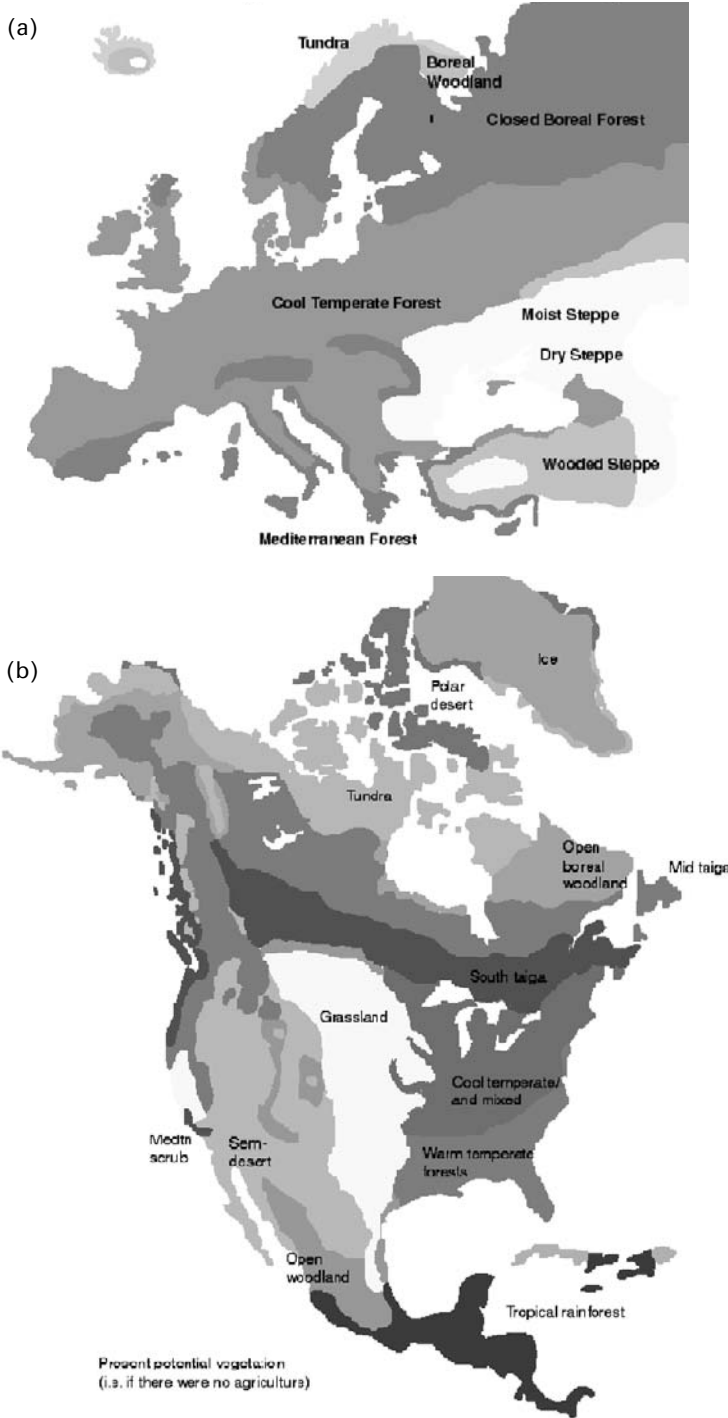 (a)
Tundra
Boreal
Woodland
Closed Boreal Forest
Cool Temperate Forest
Moist Steppe
Dry Steppe
Wooded Steppe
Mediterranean Forest
(b)
Ice
Polar
desert
Tundra
Open
boreal
woodland
Mid taiga
South taiga
Grassland
Cool temperate/
and mixed
Medtn
scrub
Semi-
desert
Warm temperate
forests
Open
woodland
Tropical rainforest
Present potential vegetation
(i.e. if there were no agriculture)